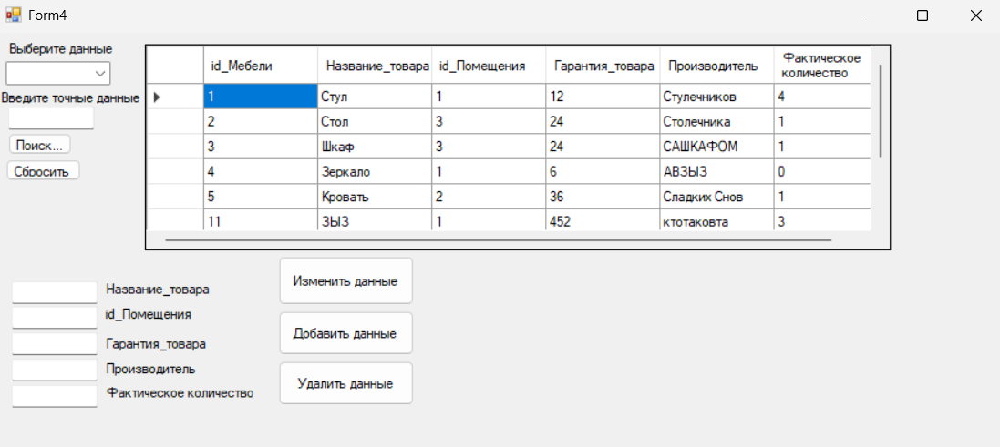 Form4
Выберите данные
Введите точные данные
Поиск...
Сбросить
id_Мебели Название_товара id_Помещения Гарантия_товара Производитель Фактическое количество
1 Стул 1 12 Стулечников 4
2 Стол 3 24 Столечника 1
3 Шкаф 3 24 САШКАФОМ 1
4 Зеркало 1 6 АВЗЫЗ 0
5 Кровать 2 36 Сладких Снов 1
11 ЗЫЗ 1 452 ктотаковта 3
Название_товара
id_Помещения
Гарантия_товара
Производитель
Фактическое количество
Изменить данные
Добавить данные
Удалить данные